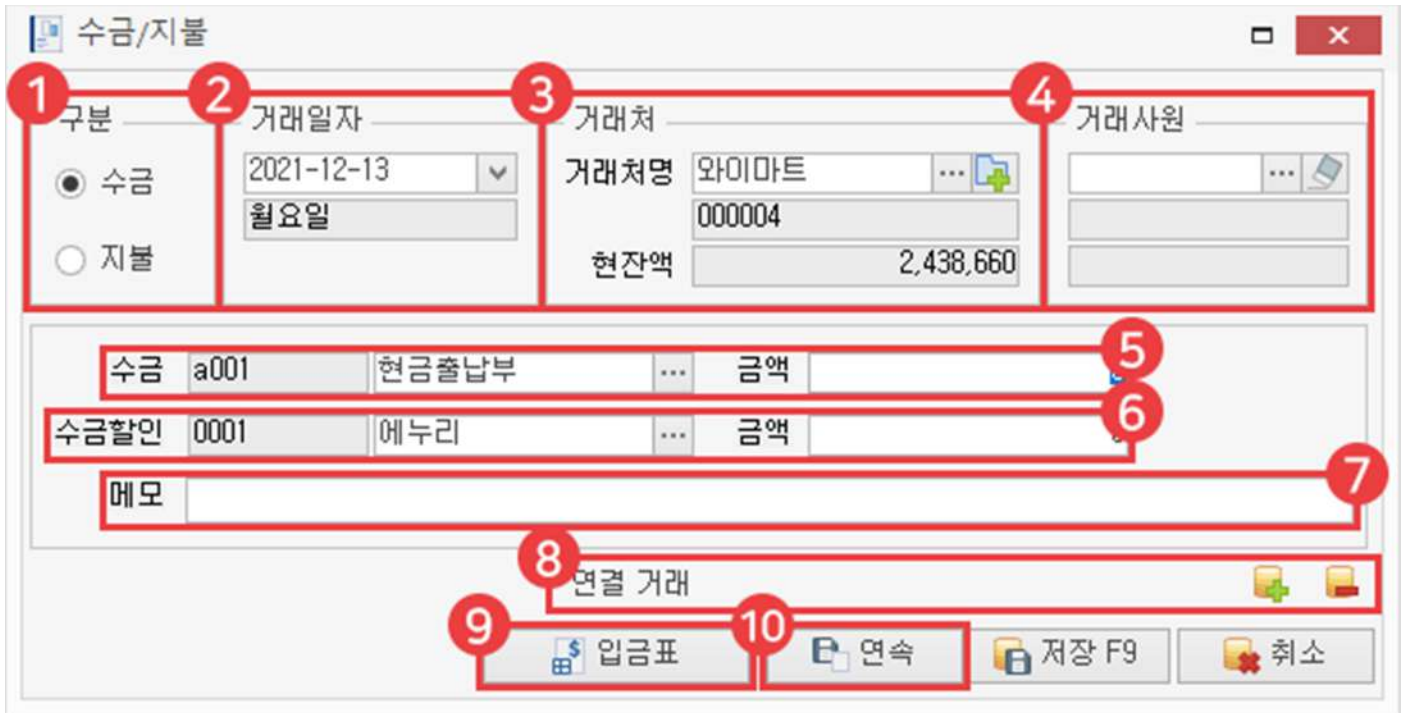 수금/지불
1 구분 2 거래일자 3 거래처 4 거래사원
수금 2021-12-13 거래처명 와이마트 ...  ...
월요일 000004
지불 현잔액 2,438,660
수금 a001 현금출납부 ... 금액 5
수금할인 0001 에누리 ... 금액 6
메모 7
8 연결 거래
9 입금표 10 연속 저장 F9 취소